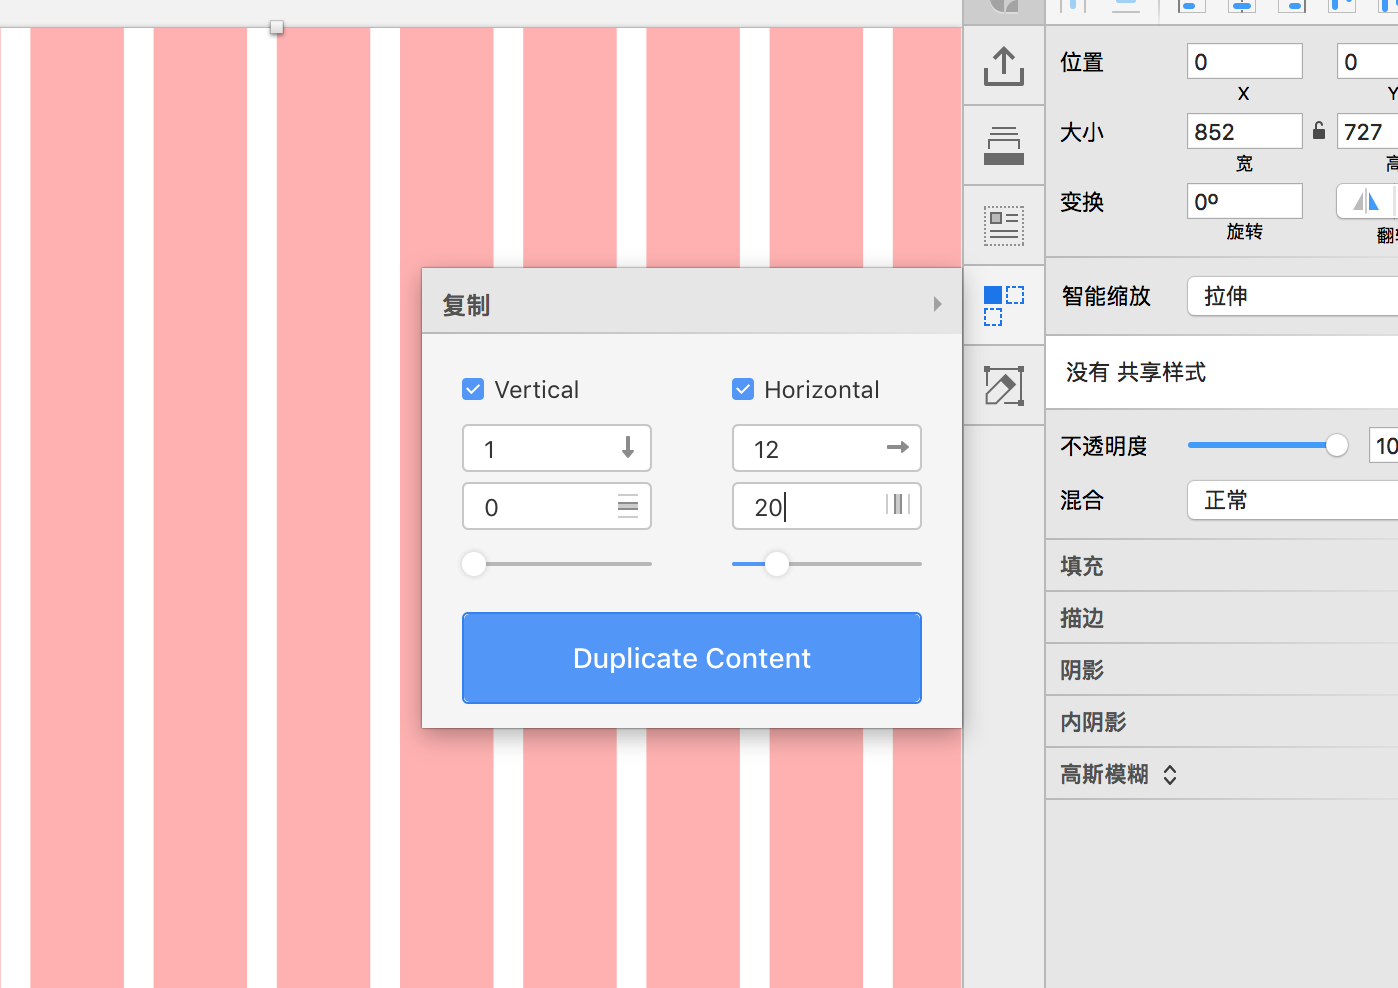 位置
0
0
X
Y
大小
852
727
宽
高
变换
0º
旋转
翻转
智能缩放
拉伸
没有 共享样式
不透明度
10
混合
正常
填充
描边
阴影
内阴影
高斯模糊
复制
Vertical
Horizontal
1
12
0
20
Duplicate Content